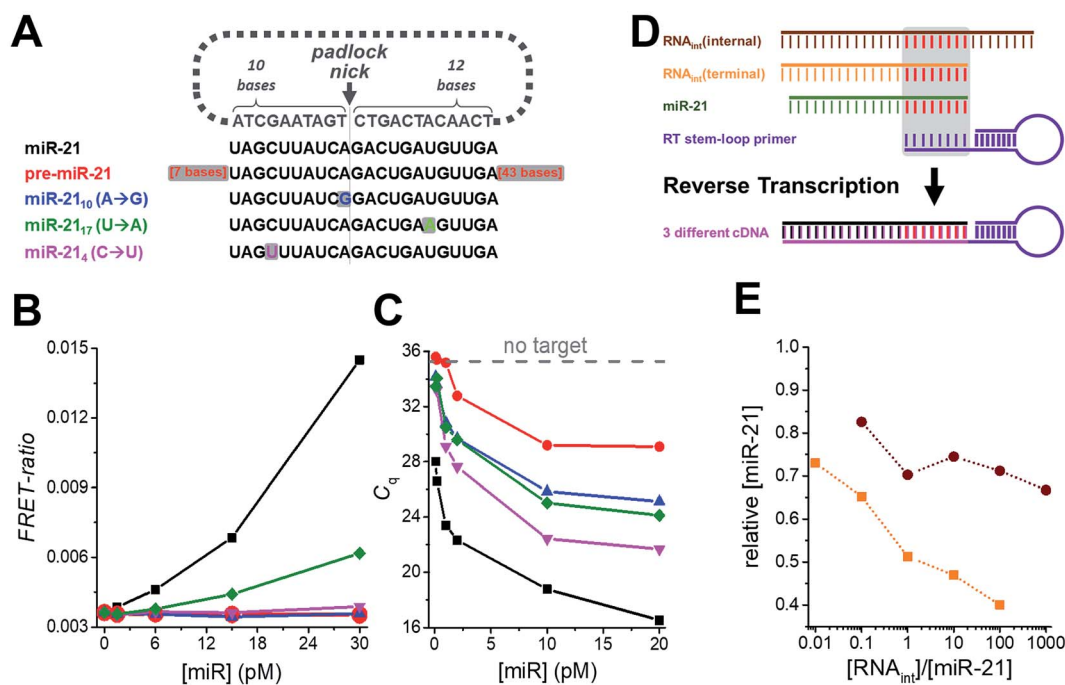 A
padlock
nick
10
bases
12
bases
ATCGAATAGT CTGACTACAACT
miR-21 UAGCUUAUCAGACUGAUGUUGA
pre-miR-21 [7 bases] UAGCUUAUCAGACUGAUGUUGA [43 bases]
miR-21₁₀ (A→G) UAGCUUAUCGGACUGAUGUUGA
miR-21₁₇ (U→A) UAGCUUAUCAGACUGAAGUUGA
miR-21₄ (C→U) UAGUUUAUCAGACUGAUGUUGA
D
RNAint(internal)
RNAint(terminal)
miR-21
RT stem-loop primer
Reverse Transcription
3 different cDNA
B
FRET-ratio
0.015
0.012
0.009
0.006
0.003
0 6 12 18 24 30
[miR] (pM)
C
Cq
36
32
28
24
20
16
no target
0 5 10 15 20
[miR] (pM)
E
relative [miR-21]
1.0
0.9
0.8
0.7
0.6
0.5
0.4
0.01 0.1 1 10 100 1000
[RNAint]/[miR-21]